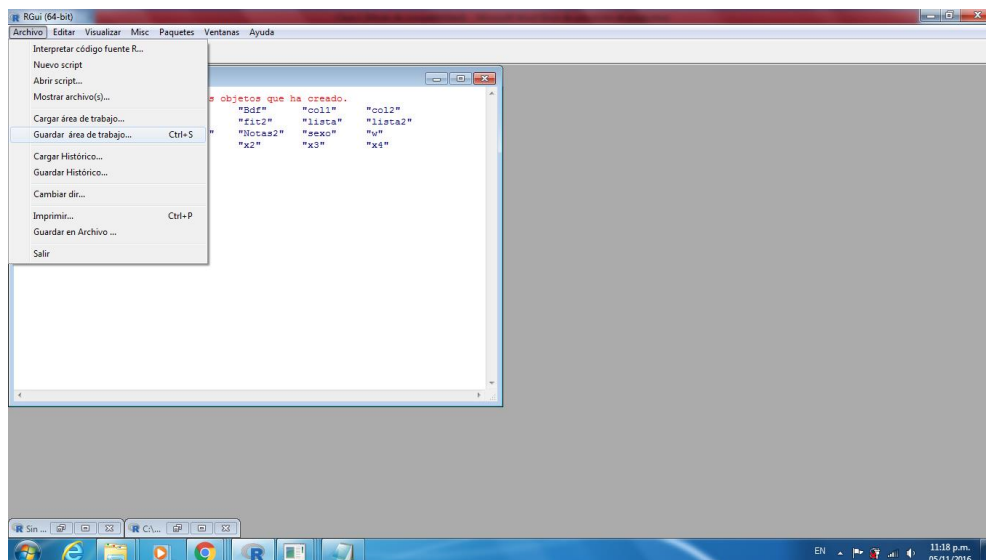 RGui (64-bit)
Archivo Editar Visualizar Misc Paquetes Ventanas Ayuda
Interpretar código fuente R...
Nuevo script
Abrir script...
Mostrar archivo(s)...
Cargar área de trabajo...
Guardar área de trabajo... Ctrl+S
Cargar Histórico...
Guardar Histórico...
Cambiar dir...
Imprimir... Ctrl+P
Guardar en Archivo ...
Salir
s objetos que ha creado.
"Bdf" "col1" "col2"
"fit2" "lista" "lista2"
" "Notas2" "sexo" "w"
"x2" "x3" "x4"
R Sin ... R C:\...
EN 11:18 p.m.
05/11/2016